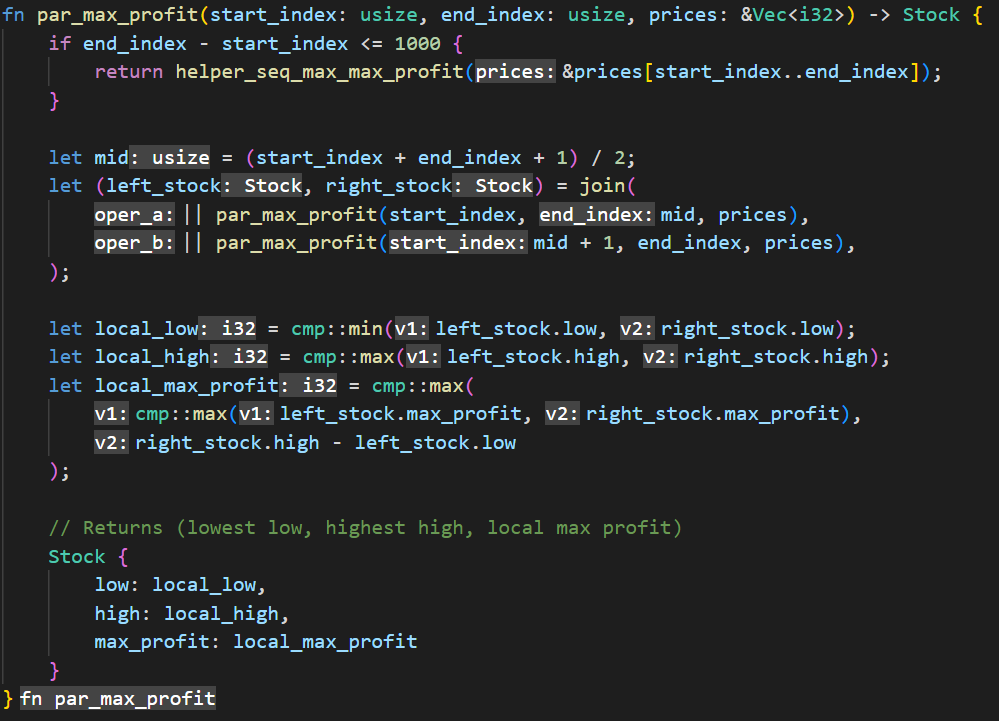 fn par_max_profit(start_index: usize, end_index: usize, prices: &Vec<i32>) -> Stock {
    if end_index - start_index <= 1000 {
        return helper_seq_max_max_profit(prices: &prices[start_index..end_index]);
    }

    let mid: usize = (start_index + end_index + 1) / 2;
    let (left_stock: Stock, right_stock: Stock) = join(
        oper_a: || par_max_profit(start_index, end_index: mid, prices),
        oper_b: || par_max_profit(start_index: mid + 1, end_index, prices),
    );

    let local_low: i32 = cmp::min(v1: left_stock.low, v2: right_stock.low);
    let local_high: i32 = cmp::max(v1: left_stock.high, v2: right_stock.high);
    let local_max_profit: i32 = cmp::max(
        v1: cmp::max(v1: left_stock.max_profit, v2: right_stock.max_profit),
        v2: right_stock.high - left_stock.low
    );

    // Returns (lowest low, highest high, local max profit)
    Stock {
        low: local_low,
        high: local_high,
        max_profit: local_max_profit
    }
} fn par_max_profit